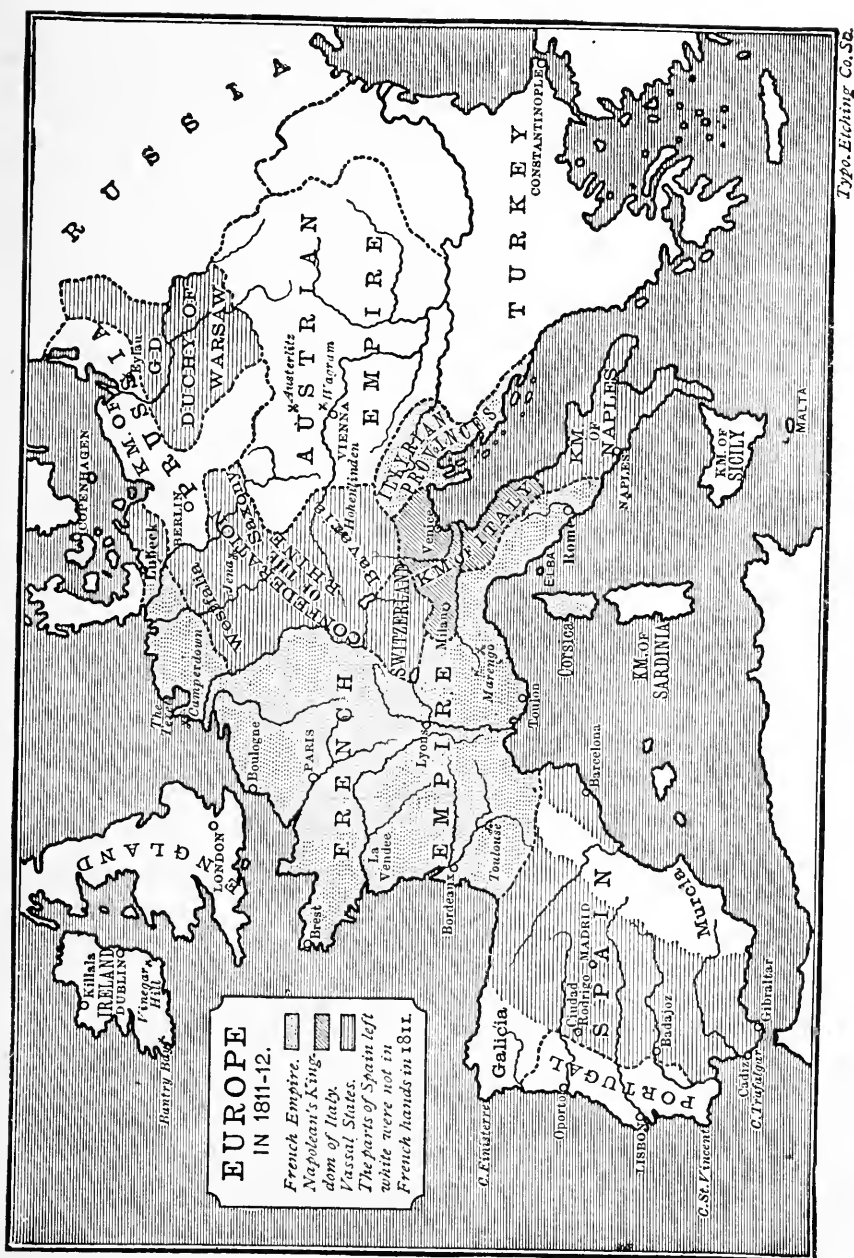 EUROPE
IN 1811-12.
French Empire.
Napolean's King-
dom of Italy.
Vassal States.
The parts of Spain left
white were not in
French hands in 1811.
RUSSIA
Killala
IRELAND
DUBLIN
Vinegar
Hill
Bantry Bay
ENGLAND
LONDON
COPENHAGEN
Lubeck
BERLIN
KM. OF
PRUSSIA
Eylau
G-D
DUCHY OF
WARSAW
The
Texel
Camperdown
Westfalia
Jena
Saxony
CONFEDERATION
OF THE
RHINE
Bavaria
Hohenlinden
AUSTRIAN
EMPIRE
Austerlitz
Wagram
VIENNA
Boulogne
PARIS
Brest
FRENCH
EMPIRE
La
Vendee
Lyons
Bordeaux
Toulouse
Toulon
SWITZERLAND
Milano
Marengo
Venice
KM. OF ITALY
ILLYRIAN
PROVINCES
ELBA
Rome
Corsica
KM. OF
SARDINIA
NAPLES
KM.
OF
NAPLES
KM. OF
SICILY
MALTA
TURKEY
CONSTANTINOPLE
C. Finisterre
Galicia
Oporto
PORTUGAL
LISBON
C. St. Vincent
Ciudad
Rodrigo
MADRID
SPAIN
Badajoz
Barcelona
Murcia
Cadiz
C. Trafalgar
Gibraltar
Typo. Etching Co. Sc.